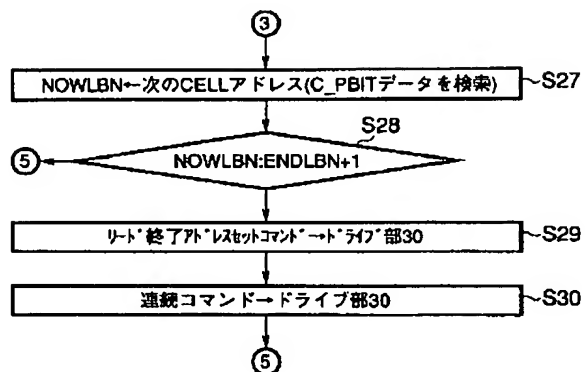 ③
NOWLBN←次のCELLアドレス(C_PBITデータを検索) S27
S28
⑤ NOWLBN:ENDLBN+1
ﾘｰﾄﾞ終了ｱﾄﾞﾚｽｾｯﾄｺﾏﾝﾄﾞ→ﾄﾞﾗｲﾌﾞ部30 S29
連続コマンド→ドライブ部30 S30
⑤